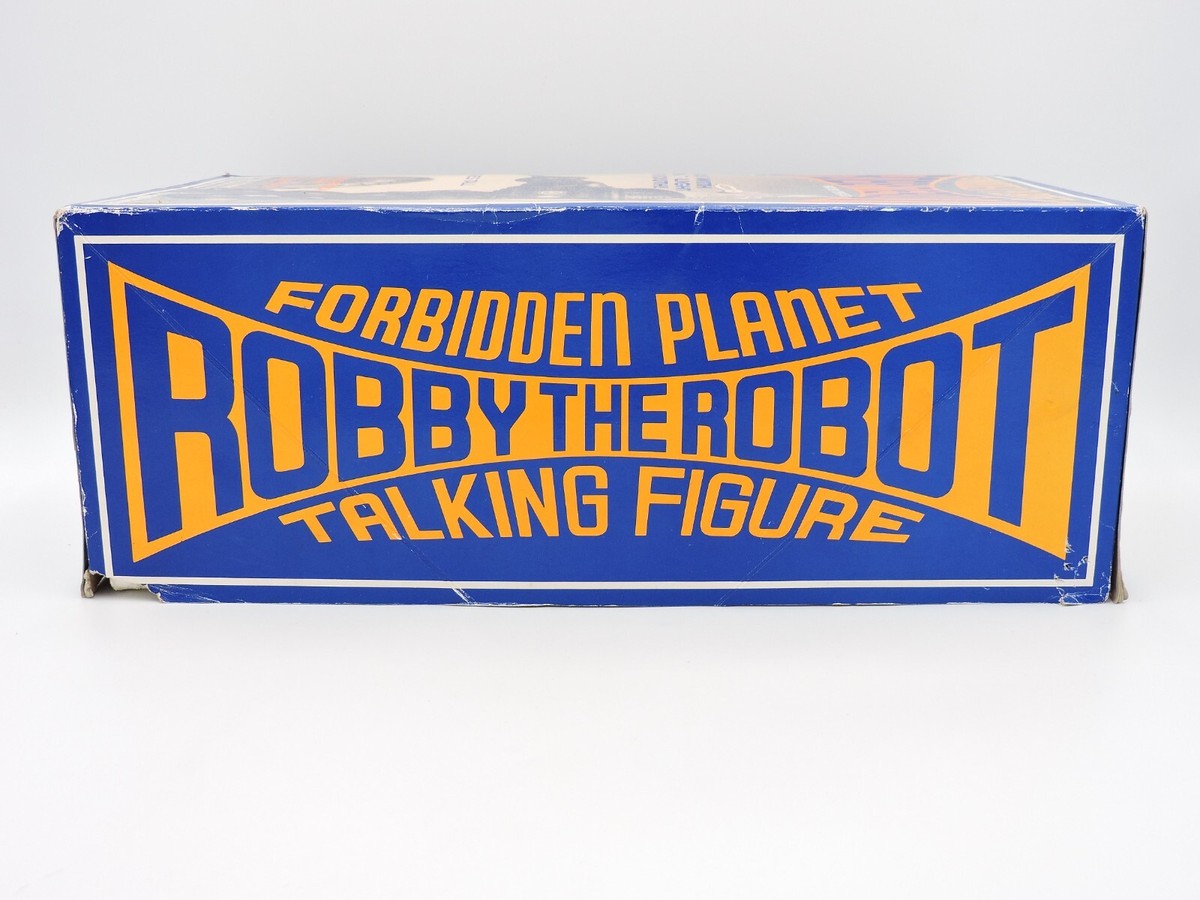 FORBIDDEN PLANET
ROBBY THE ROBOT
TALKING FIGURE